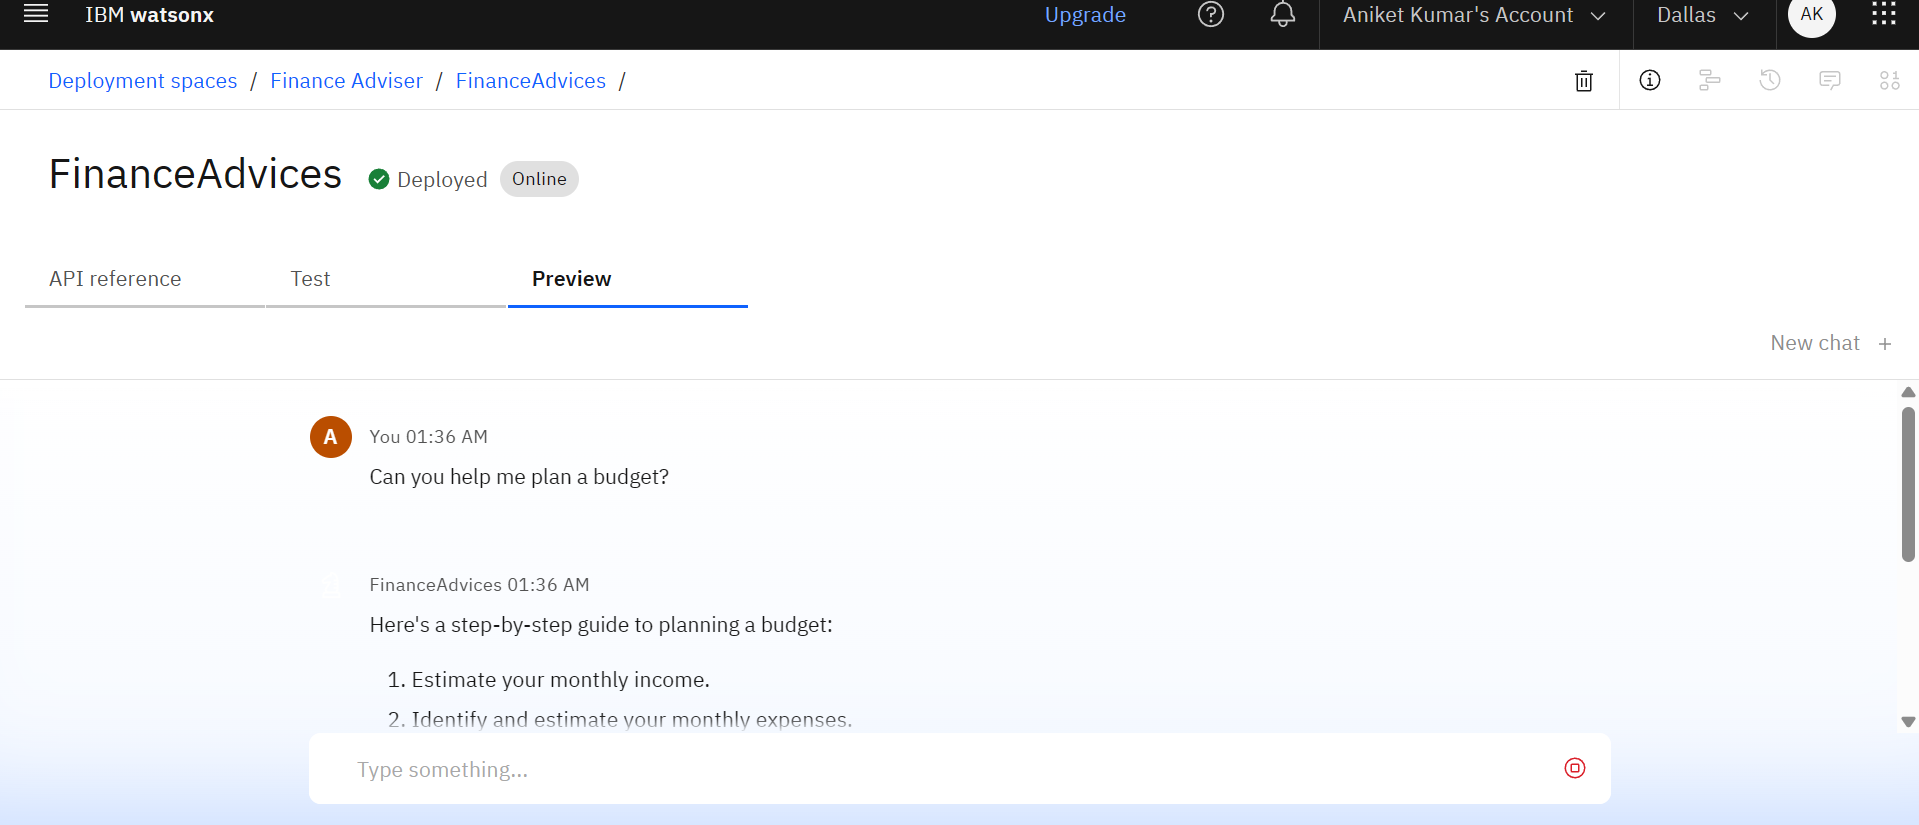 IBM watsonx
Upgrade
Aniket Kumar's Account
Dallas
AK
Deployment spaces / Finance Adviser / FinanceAdvices /
FinanceAdvices
Deployed
Online
API reference
Test
Preview
New chat +
A
You 01:36 AM
Can you help me plan a budget?
FinanceAdvices 01:36 AM
Here's a step-by-step guide to planning a budget:
1. Estimate your monthly income.
2. Identify and estimate your monthly expenses.
Type something...